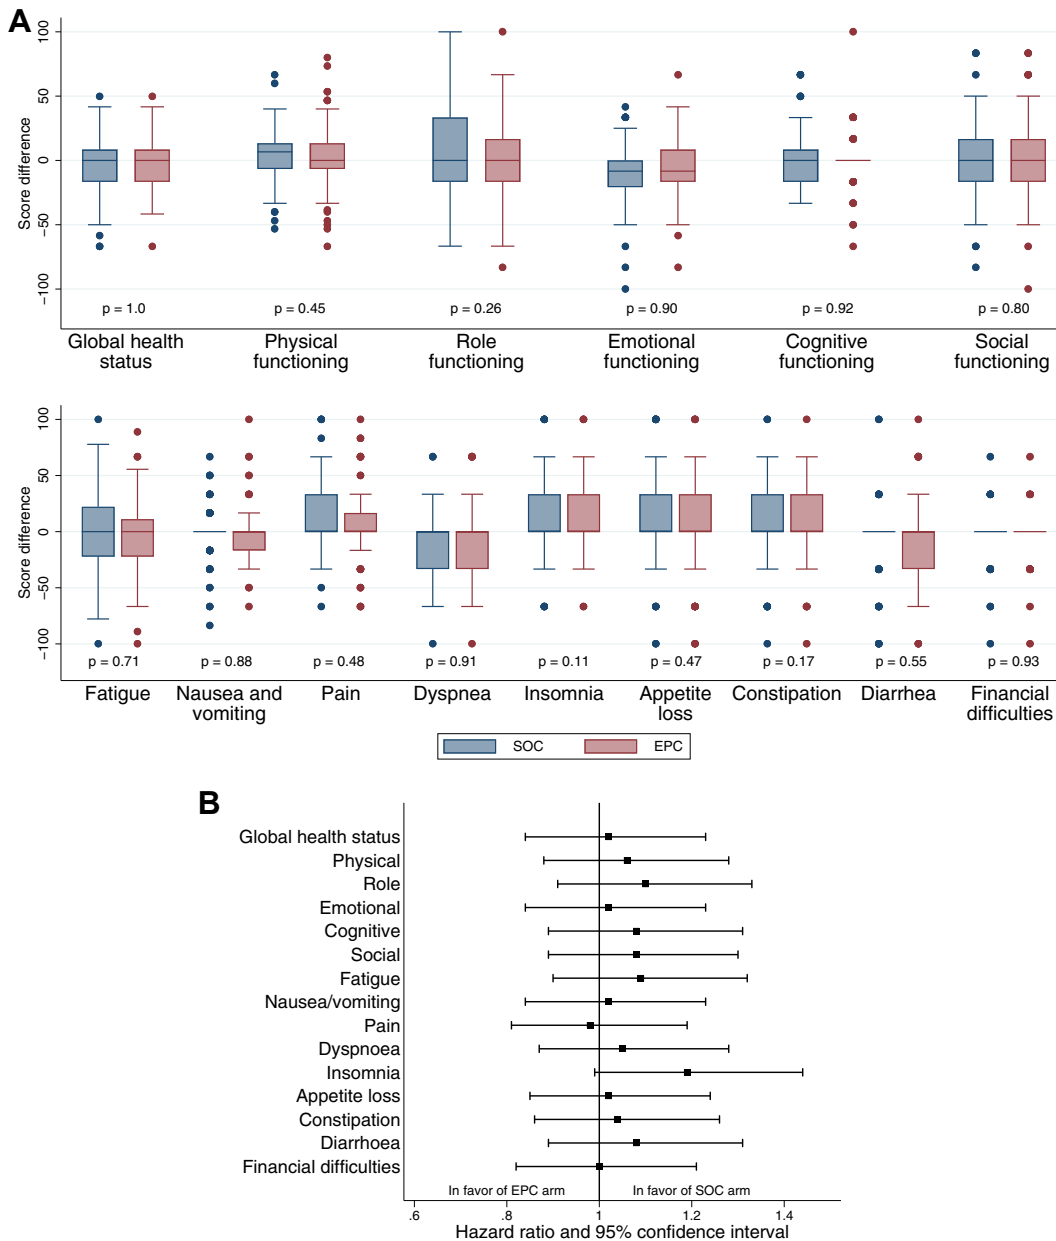 A
Score difference
100
50
0
−50
−100
p = 1.0
p = 0.45
p = 0.26
p = 0.90
p = 0.92
p = 0.80
Global health
status
Physical
functioning
Role
functioning
Emotional
functioning
Cognitive
functioning
Social
functioning
Score difference
100
50
0
−50
−100
p = 0.71
p = 0.88
p = 0.48
p = 0.91
p = 0.11
p = 0.47
p = 0.17
p = 0.55
p = 0.93
Fatigue
Nausea and
vomiting
Pain
Dyspnea
Insomnia
Appetite
loss
Constipation
Diarrhea
Financial
difficulties
SOC
EPC
B
Global health status
Physical
Role
Emotional
Cognitive
Social
Fatigue
Nausea/vomiting
Pain
Dyspnoea
Insomnia
Appetite loss
Constipation
Diarrhoea
Financial difficulties
In favor of EPC arm
In favor of SOC arm
.6
.8
1
1.2
1.4
Hazard ratio and 95% confidence interval